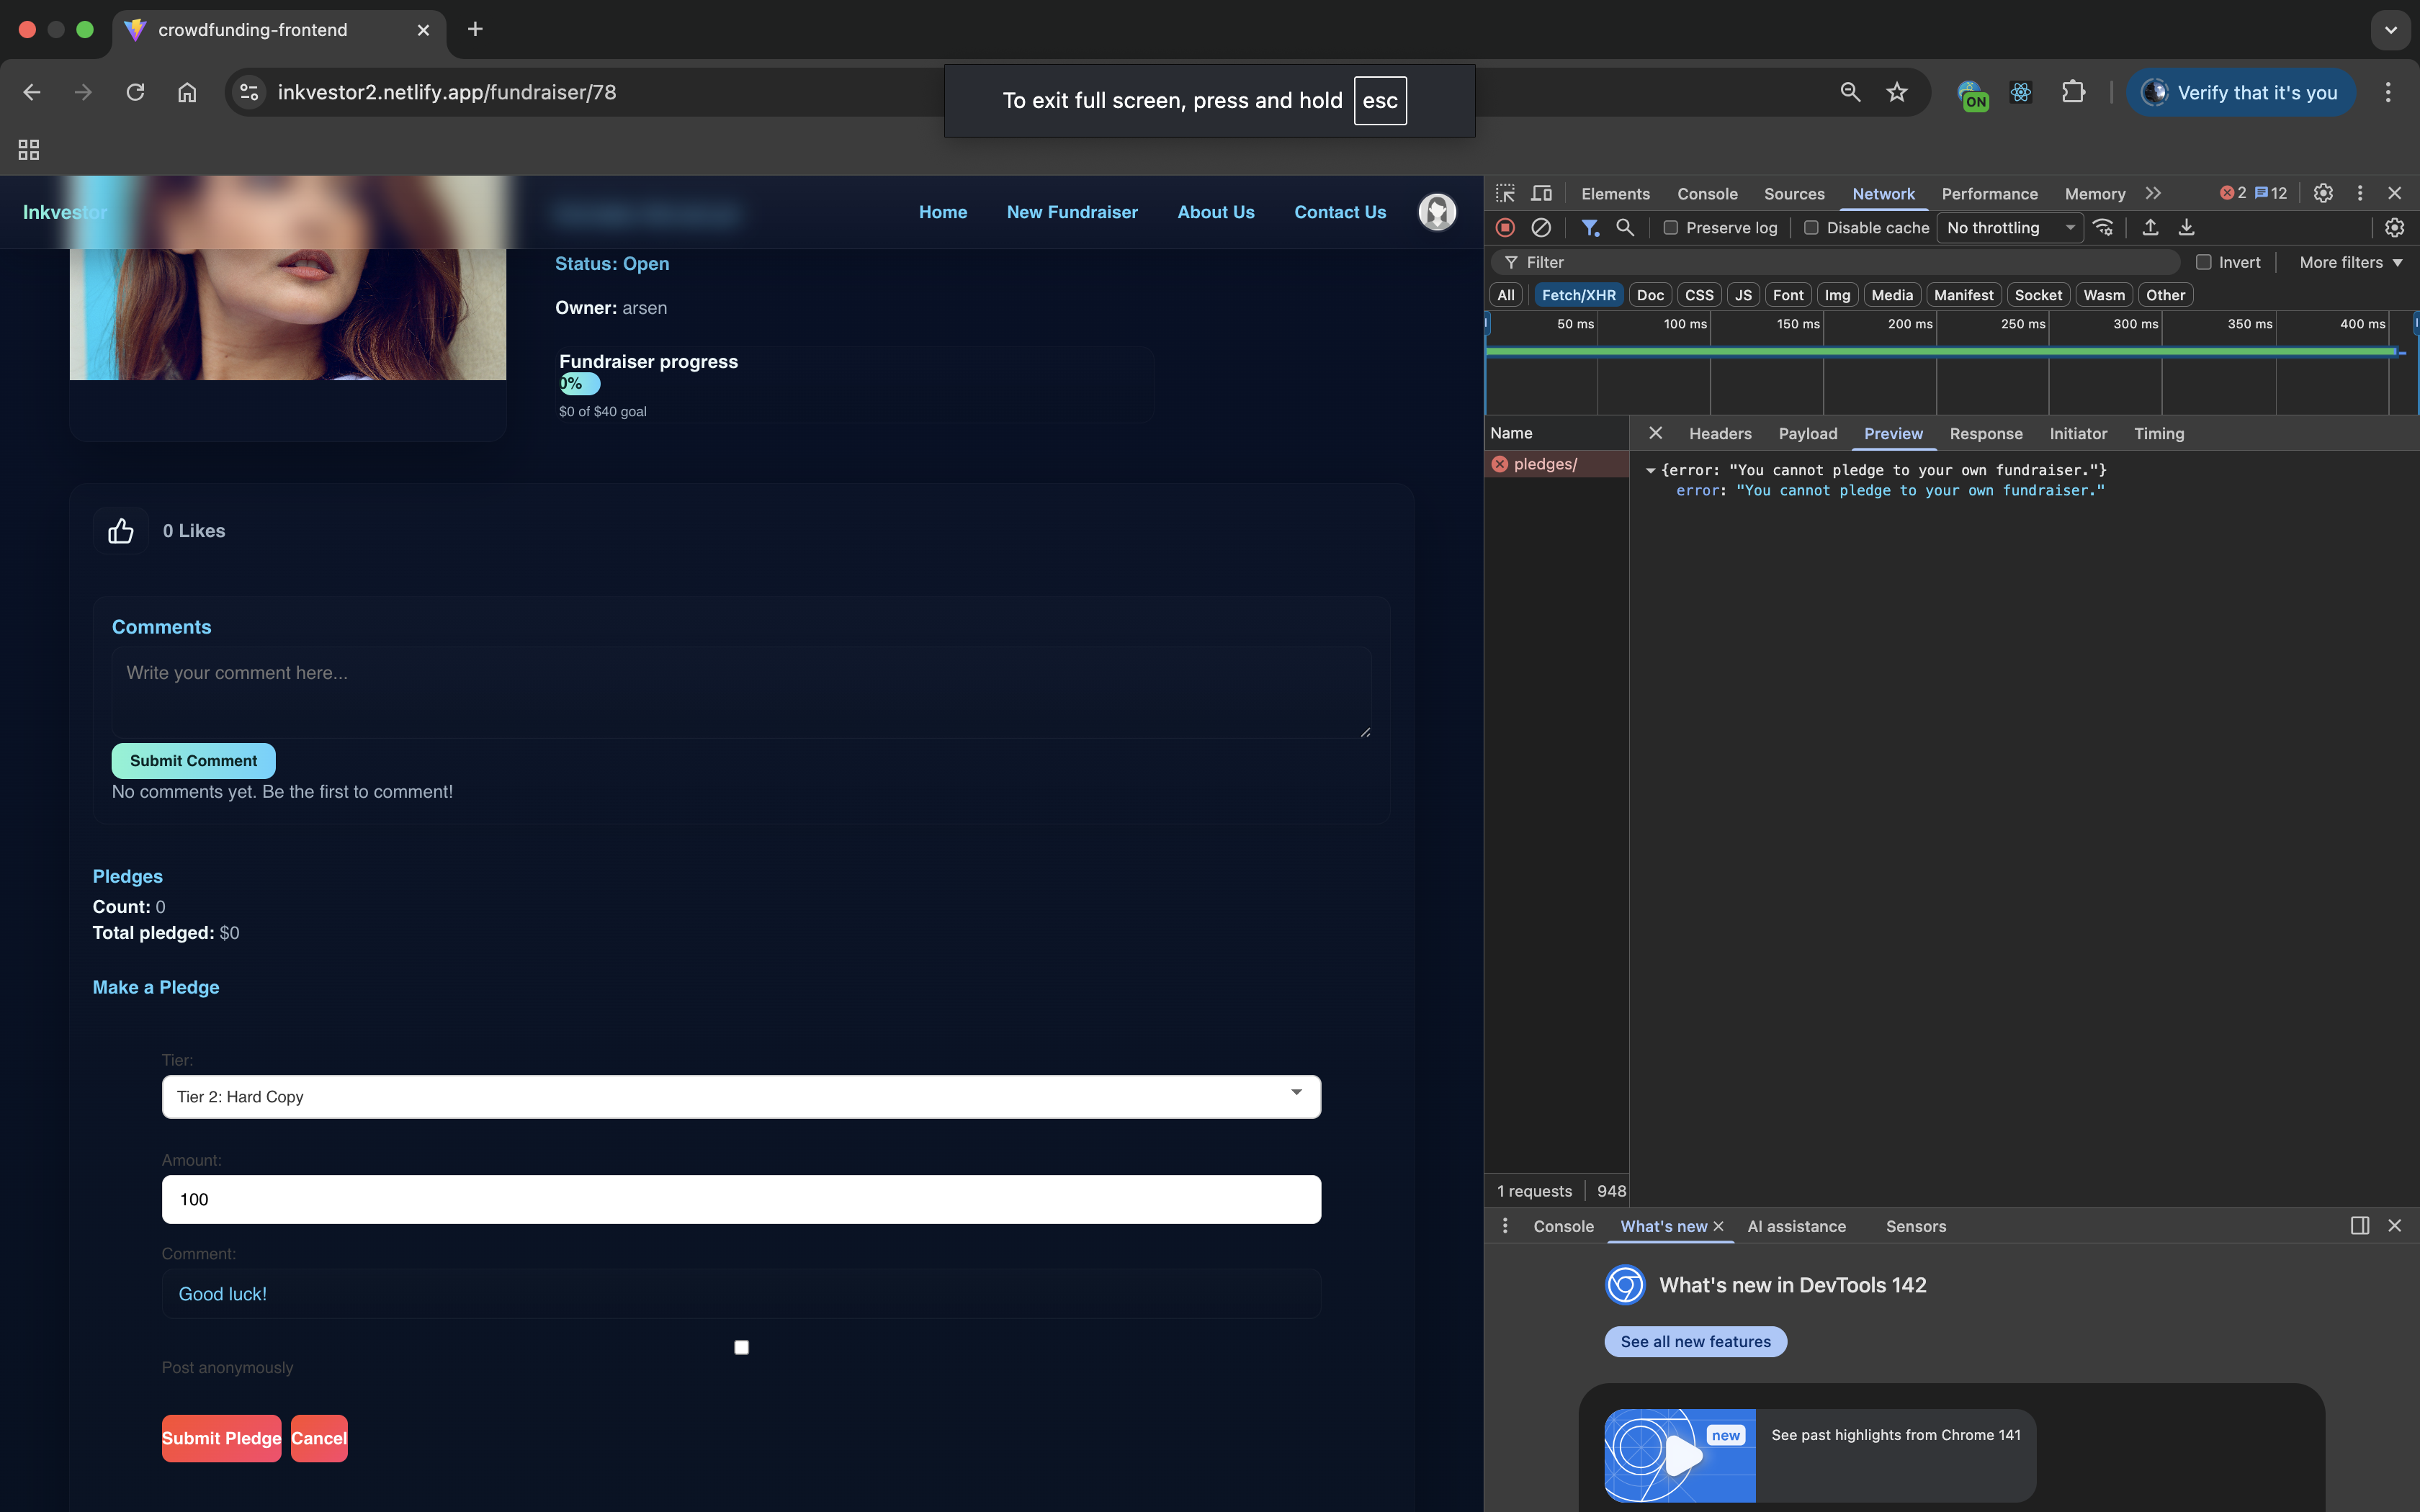 crowdfunding-frontend
inkvestor2.netlify.app/fundraiser/78
To exit full screen, press and hold esc
ON
Verify that it's you
Inkvestor
Home
New Fundraiser
About Us
Contact Us
Status: Open
Owner: arsen
Fundraiser progress
0%
$0 of $40 goal
0 Likes
Comments
Write your comment here...
Submit Comment
No comments yet. Be the first to comment!
Pledges
Count: 0
Total pledged: $0
Make a Pledge
Tier:
Tier 2: Hard Copy
Amount:
100
Comment:
Good luck!
Post anonymously
Submit Pledge
Cancel
Elements
Console
Sources
Network
Performance
Memory
2
12
Preserve log
Disable cache
No throttling
Filter
Invert
More filters
All
Fetch/XHR
Doc
CSS
JS
Font
Img
Media
Manifest
Socket
Wasm
Other
50 ms
100 ms
150 ms
200 ms
250 ms
300 ms
350 ms
400 ms
Name
Headers
Payload
Preview
Response
Initiator
Timing
pledges/
{error: "You cannot pledge to your own fundraiser."}
error: "You cannot pledge to your own fundraiser."
1 requests
948
Console
What's new
AI assistance
Sensors
What's new in DevTools 142
See all new features
new
See past highlights from Chrome 141